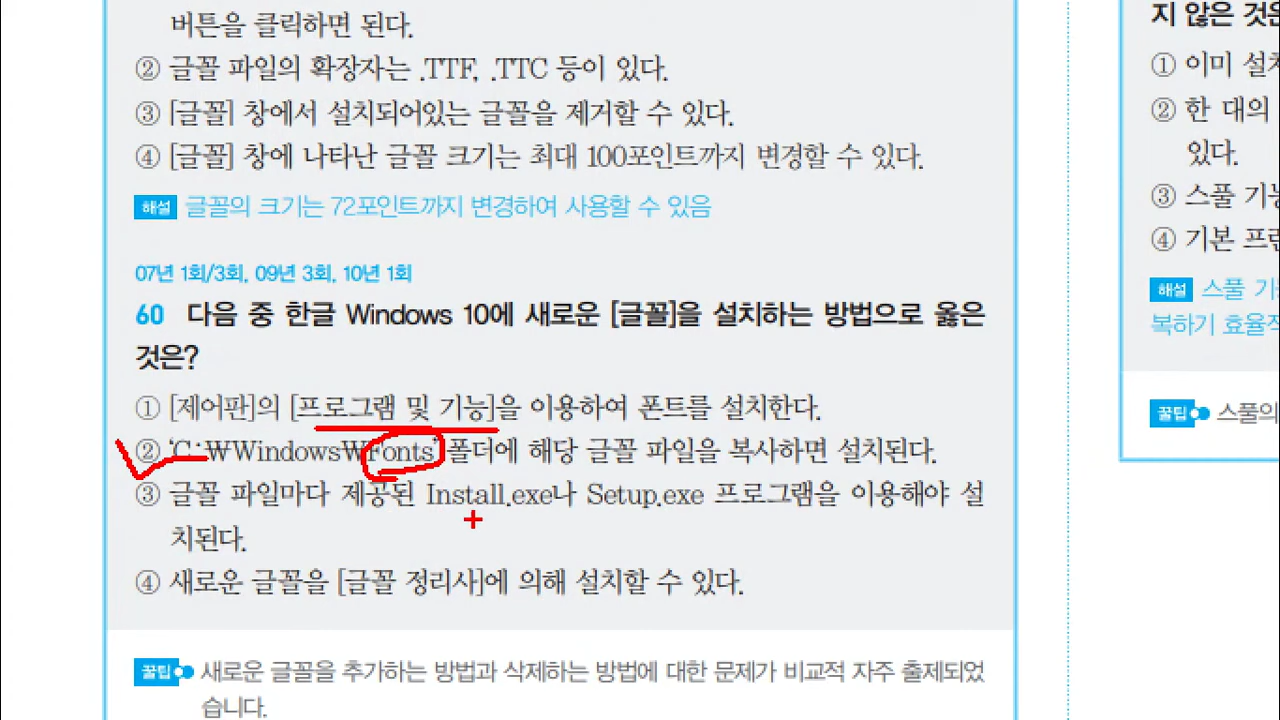 버튼을 클릭하면 된다.
② 글꼴 파일의 확장자는 .TTF, .TTC 등이 있다.
③ [글꼴] 창에서 설치되어있는 글꼴을 제거할 수 있다.
④ [글꼴] 창에 나타난 글꼴 크기는 최대 100포인트까지 변경할 수 있다.
해설 글꼴의 크기는 72포인트까지 변경하여 사용할 수 있음
07년 1회/3회, 09년 3회, 10년 1회
60 다음 중 한글 Windows 10에 새로운 [글꼴]을 설치하는 방법으로 옳은
것은?
① [제어판]의 [프로그램 및 기능]을 이용하여 폰트를 설치한다.
② 'C:₩Windows₩Fonts' 폴더에 해당 글꼴 파일을 복사하면 설치된다.
③ 글꼴 파일마다 제공된 Install.exe나 Setup.exe 프로그램을 이용해야 설
치된다.
④ 새로운 글꼴을 [글꼴 정리사]에 의해 설치할 수 있다.
꿀팁 새로운 글꼴을 추가하는 방법과 삭제하는 방법에 대한 문제가 비교적 자주 출제되었
습니다.
지 않은 것은
① 이미 설치
② 한 대의
있다.
③ 스풀 기능
④ 기본 프린
해설 스풀 기
복하기 효율적
꿀팁 스풀의